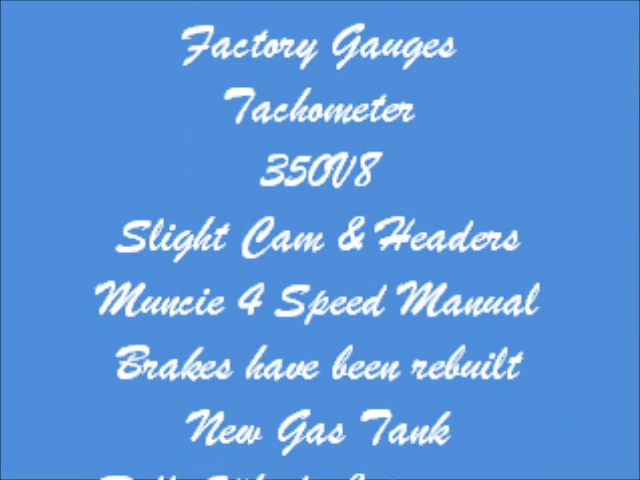 Factory Gauges
Tachometer
350V8
Slight Cam & Headers
Muncie 4 Speed Manual
Brakes have been rebuilt
New Gas Tank